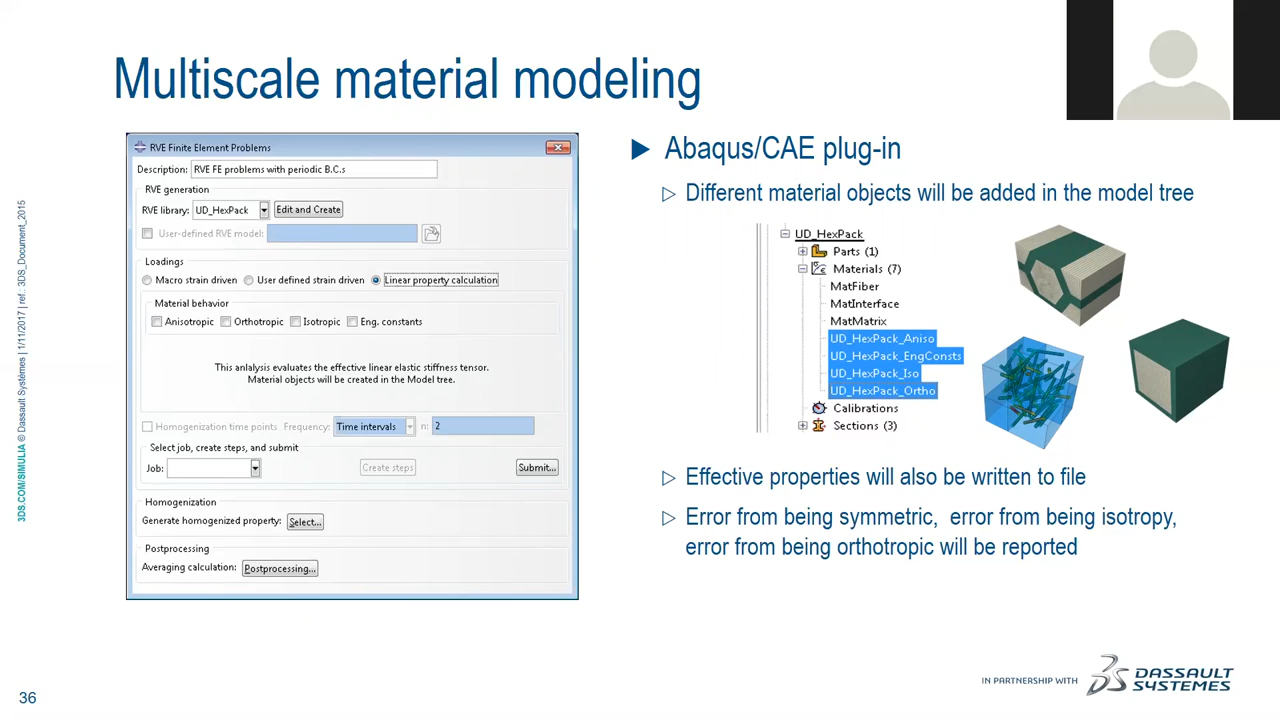 Multiscale material modeling
3DS.COM/SIMULIA © Dassault Systèmes | 1/11/2017 | ref.: 3DS_Document_2015
RVE Finite Element Problems
Description: RVE FE problems with periodic B.C.s
RVE generation
RVE library: UD_HexPack Edit and Create
User-defined RVE model:
Loadings
Macro strain driven User defined strain driven Linear property calculation
Material behavior
Anisotropic Orthotropic Isotropic Eng. constants
This analysis evaluates the effective linear elastic stiffness tensor.
Material objects will be created in the Model tree.
Homogenization time points Frequency: Time intervals n: 2
Select job, create steps, and submit
Job: Create steps Submit...
Homogenization
Generate homogenized property: Select...
Postprocessing
Averaging calculation: Postprocessing...
Abaqus/CAE plug-in
Different material objects will be added in the model tree
UD_HexPack
Parts (1)
Materials (7)
MatFiber
MatInterface
MatMatrix
UD_HexPack_Aniso
UD_HexPack_EngConsts
UD_HexPack_Iso
UD_HexPack_Ortho
Calibrations
Sections (3)
Effective properties will also be written to file
Error from being symmetric, error from being isotropy,
error from being orthotropic will be reported
36
IN PARTNERSHIP WITH
DASSAULT
SYSTEMES